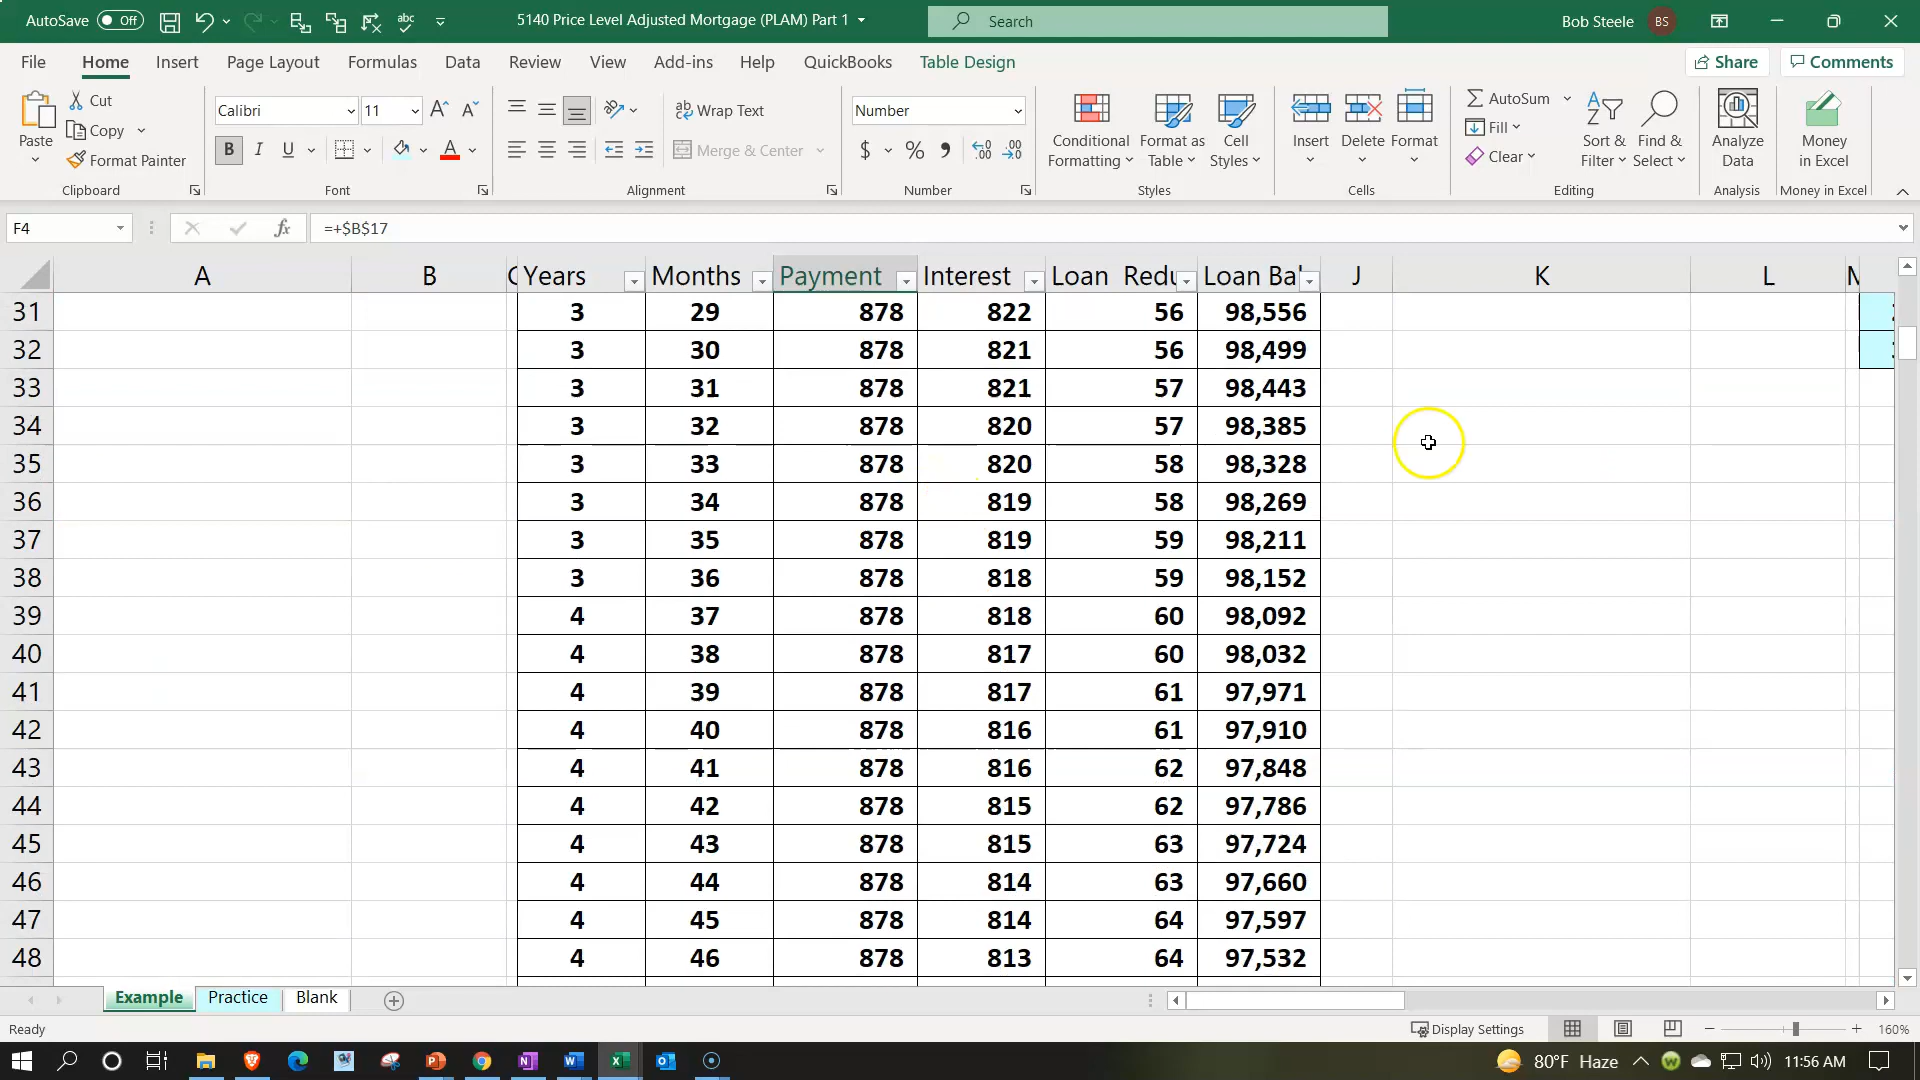 AutoSave Off 5140 Price Level Adjusted Mortgage (PLAM) Part 1 Search Bob Steele BS
File Home Insert Page Layout Formulas Data Review View Add-ins Help QuickBooks Table Design Share Comments
Paste Cut Copy Format Painter Clipboard
Calibri 11 B I U A Font
Wrap Text Merge & Center Alignment
Number $ % , Number
Conditional Formatting Format as Table Cell Styles Styles
Insert Delete Format Cells
AutoSum Fill Clear Sort & Filter Find & Select Editing
Analyze Data Analysis
Money in Excel Money in Excel
F4 fx =+$B$17
A B C Years Months Payment Interest Loan Redu Loan Bal J K L M
31 3 29 878 822 56 98,556
32 3 30 878 821 56 98,499
33 3 31 878 821 57 98,443
34 3 32 878 820 57 98,385
35 3 33 878 820 58 98,328
36 3 34 878 819 58 98,269
37 3 35 878 819 59 98,211
38 3 36 878 818 59 98,152
39 4 37 878 818 60 98,092
40 4 38 878 817 60 98,032
41 4 39 878 817 61 97,971
42 4 40 878 816 61 97,910
43 4 41 878 816 62 97,848
44 4 42 878 815 62 97,786
45 4 43 878 815 63 97,724
46 4 44 878 814 63 97,660
47 4 45 878 814 64 97,597
48 4 46 878 813 64 97,532
Example Practice Blank
Ready Display Settings 160%
80°F Haze 11:56 AM